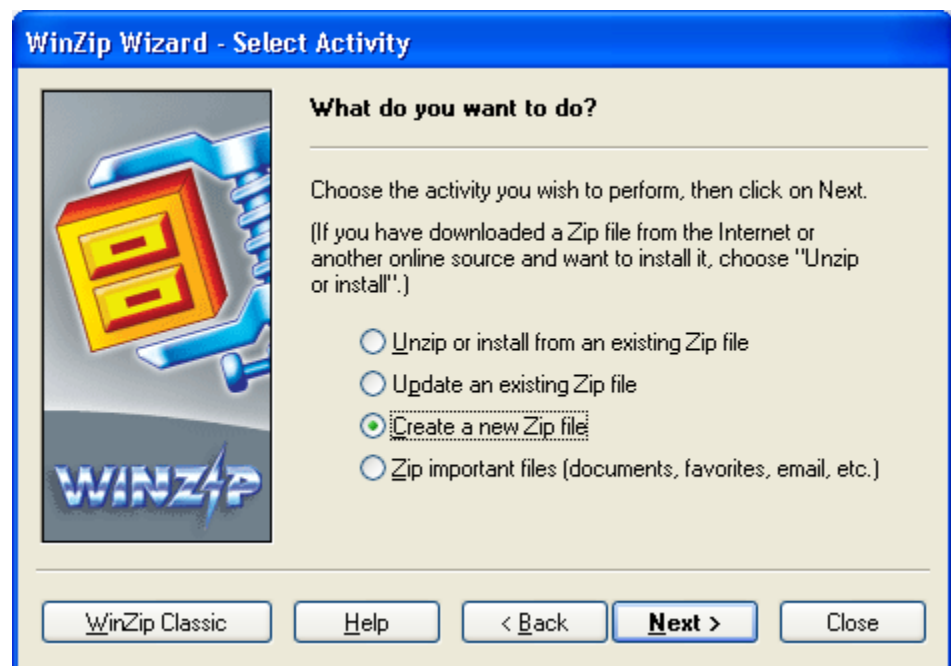 WinZip Wizard - Select Activity
What do you want to do?
Choose the activity you wish to perform, then click on Next.
(If you have downloaded a Zip file from the Internet or
another online source and want to install it, choose "Unzip
or install".)
Unzip or install from an existing Zip file
Update an existing Zip file
Create a new Zip file
Zip important files (documents, favorites, email, etc.)
WINZIP
WinZip Classic
Help
< Back
Next >
Close